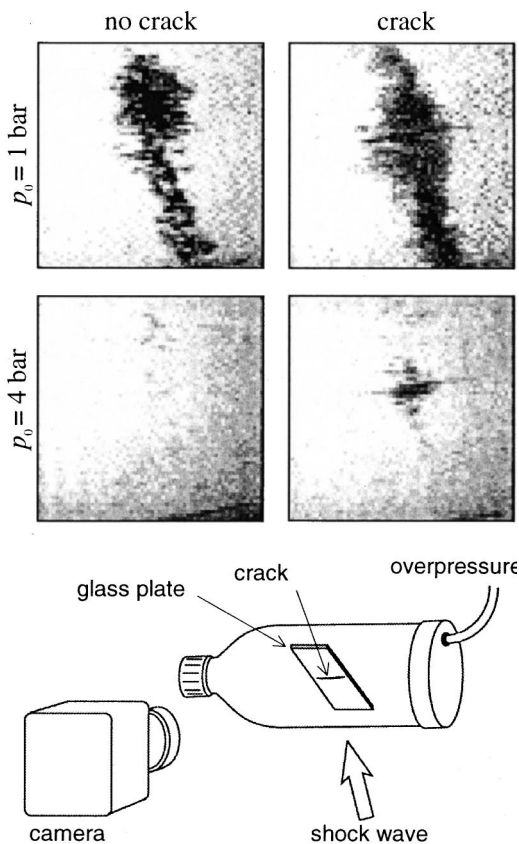 no crack crack
p₀ = 1 bar
p₀ = 4 bar
overpressure
crack
glass plate
camera
shock wave